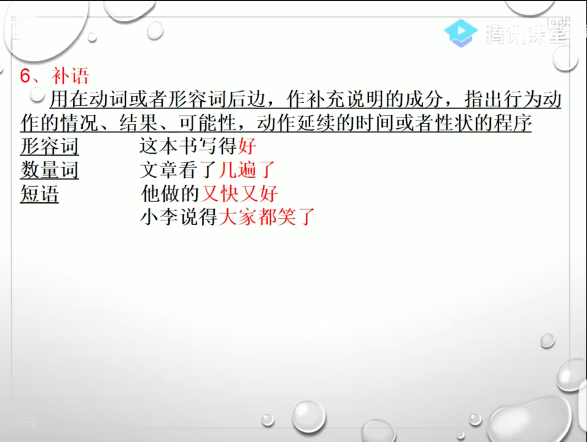 腾讯课堂
6、补语
用在动词或者形容词后边，作补充说明的成分，指出行为动
作的情况、结果、可能性，动作延续的时间或者性状的程序
形容词 这本书写得好
数量词 文章看了几遍了
短语 他做的又快又好
小李说得大家都笑了